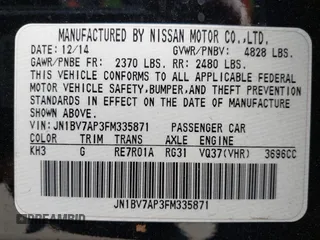 MANUFACTURED BY NISSAN MOTOR CO.,LTD.
DATE: 12/14 GVWR/PNBV: 4828 LBS.
GAWR/PNBE FR: 2370 LBS. RR: 2480 LBS.
THIS VEHICLE CONFORMS TO ALL APPLICABLE FEDERAL
MOTOR VEHICLE SAFETY,BUMPER,AND THEFT PREVENTION
STANDARDS IN EFFECT ON THE DATE OF MANUFACTURE
SHOWN ABOVE.
VIN:JN1BV7AP3FM335871 PASSENGER CAR
COLOR TRIM TRANS AXLE ENGINE
KH3 G RE7R01A RG31 VQ37(VHR) 3696CC
JN1BV7AP3FM335871
DREAMBID